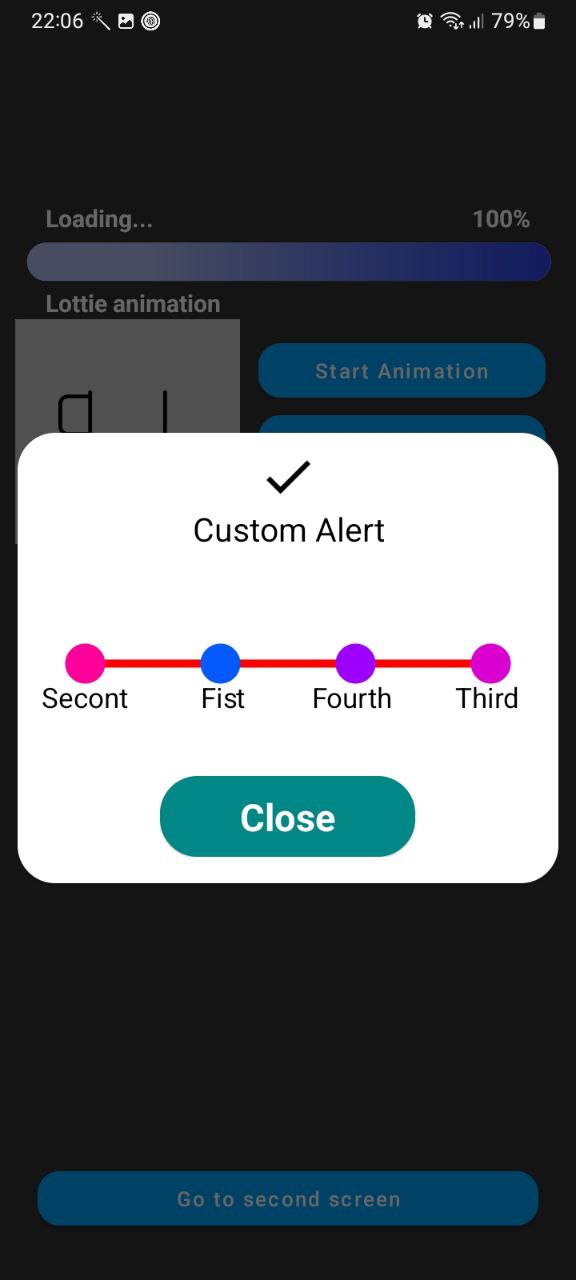 22:06 79%
Loading... 100%
Lottie animation
Start Animation
Custom Alert
Secont Fist Fourth Third
Close
Go to second screen